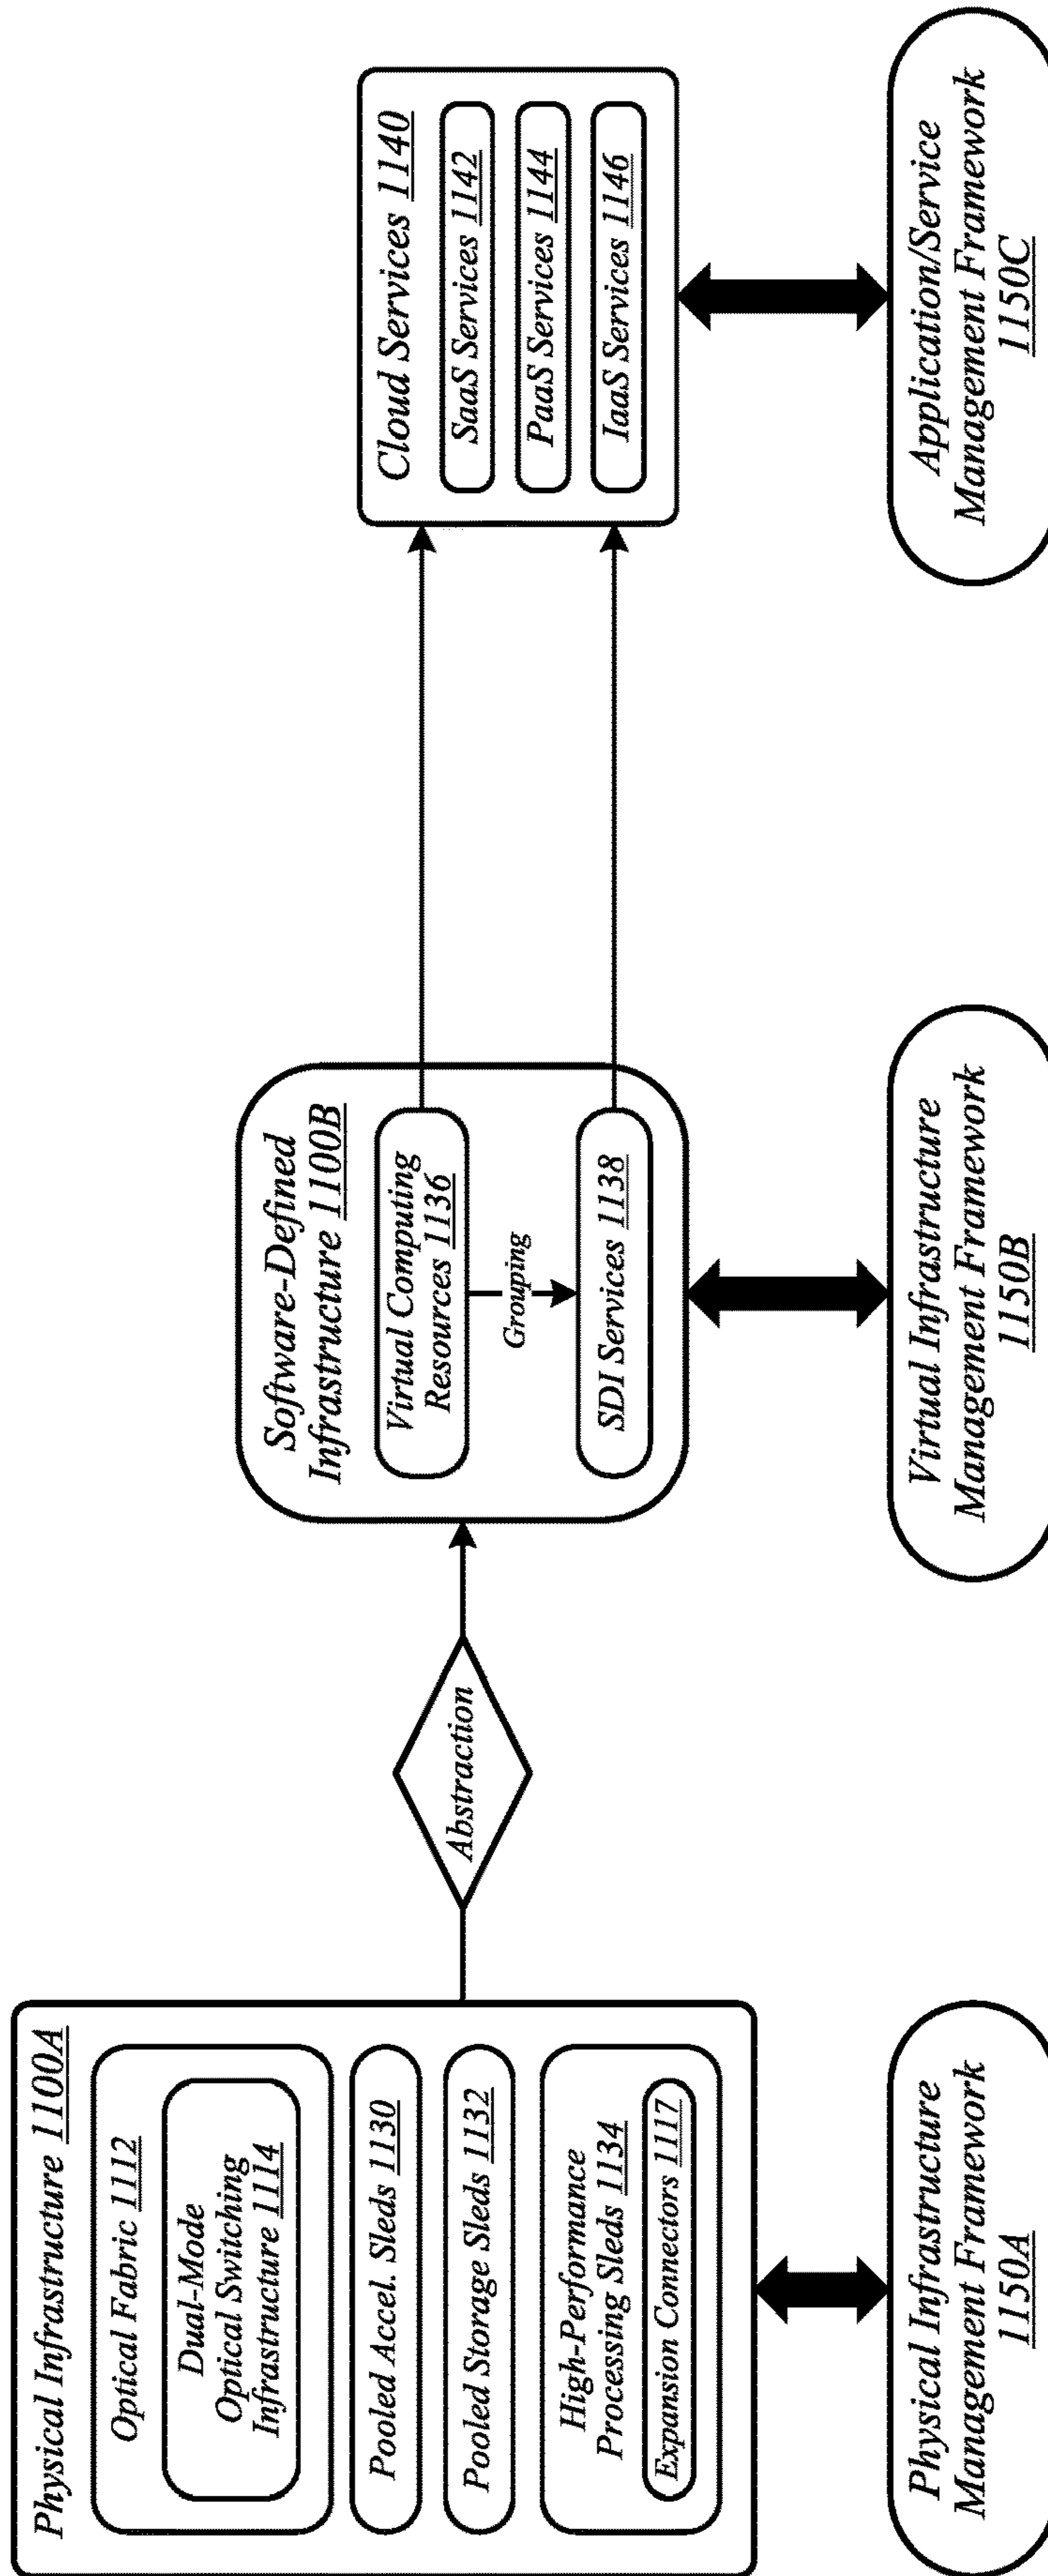 Physical Infrastructure 1100A
Optical Fabric 1112
Dual-Mode
Optical Switching
Infrastructure 1114
Pooled Accel. Sleds 1130
Pooled Storage Sleds 1132
High-Performance
Processing Sleds 1134
Expansion Connectors 1117
Physical Infrastructure
Management Framework
1150A
Abstraction
Software-Defined
Infrastructure 1100B
Virtual Computing
Resources 1136
Grouping
SDI Services 1138
Virtual Infrastructure
Management Framework
1150B
Cloud Services 1140
SaaS Services 1142
PaaS Services 1144
IaaS Services 1146
Application/Service
Management Framework
1150C